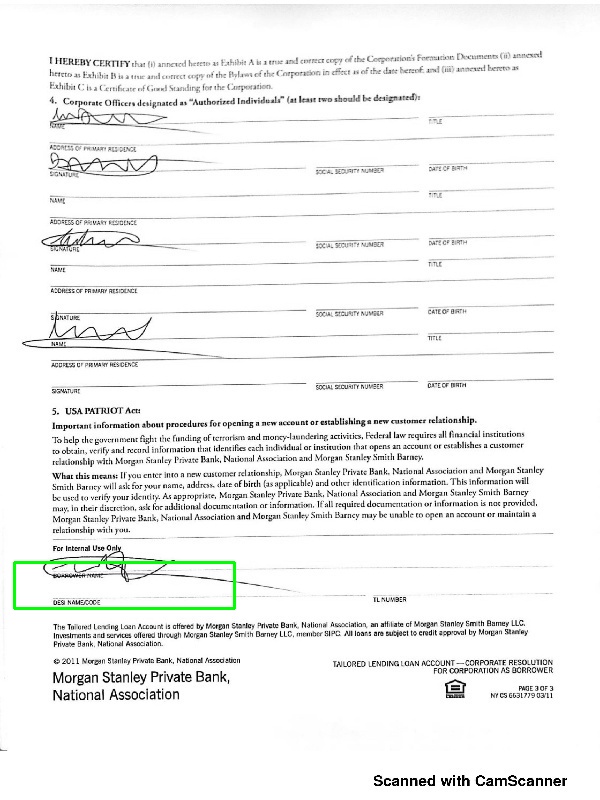 I HEREBY CERTIFY that (i) annexed hereto as Exhibit A is a true and correct copy of the Corporation's Formation Documents (ii) annexed
hereto as Exhibit B is a true and correct copy of the Bylaws of the Corporation in effect as of the date hereof; and (iii) annexed hereto as
Exhibit C is a Certificate of Good Standing for the Corporation.
4. Corporate Officers designated as "Authorized Individuals" (at least two should be designated):
NAME TITLE
ADDRESS OF PRIMARY RESIDENCE
SIGNATURE SOCIAL SECURITY NUMBER DATE OF BIRTH
NAME TITLE
ADDRESS OF PRIMARY RESIDENCE
SIGNATURE SOCIAL SECURITY NUMBER DATE OF BIRTH
NAME TITLE
ADDRESS OF PRIMARY RESIDENCE
SIGNATURE SOCIAL SECURITY NUMBER DATE OF BIRTH
NAME TITLE
ADDRESS OF PRIMARY RESIDENCE
SIGNATURE SOCIAL SECURITY NUMBER DATE OF BIRTH
5. USA PATRIOT Act:
Important information about procedures for opening a new account or establishing a new customer relationship.
To help the government fight the funding of terrorism and money-laundering activities, Federal law requires all financial institutions
to obtain, verify and record information that identifies each individual or institution that opens an account or establishes a customer
relationship with Morgan Stanley Private Bank, National Association and Morgan Stanley Smith Barney.
What this means: If you enter into a new customer relationship, Morgan Stanley Private Bank, National Association and Morgan Stanley
Smith Barney will ask for your name, address, date of birth (as applicable) and other identification information. This information will
be used to verify your identity. As appropriate, Morgan Stanley Private Bank, National Association and Morgan Stanley Smith Barney
may, in their discretion, ask for additional documentation or information. If all required documentation or information is not provided,
Morgan Stanley Private Bank, National Association and Morgan Stanley Smith Barney may be unable to open an account or maintain a
relationship with you.
For Internal Use Only
BORROWER NAME
DESI NAME/CODE TL NUMBER
The Tailored Lending Loan Account is offered by Morgan Stanley Private Bank, National Association, an affiliate of Morgan Stanley Smith Barney LLC.
Investments and services offered through Morgan Stanley Smith Barney LLC, member SIPC. All loans are subject to credit approval by Morgan Stanley
Private Bank, National Association.
© 2011 Morgan Stanley Private Bank, National Association
Morgan Stanley Private Bank,
National Association
TAILORED LENDING LOAN ACCOUNT — CORPORATE RESOLUTION
FOR CORPORATION AS BORROWER
PAGE 3 OF 3
NY CS 6631779 03/11
Scanned with CamScanner